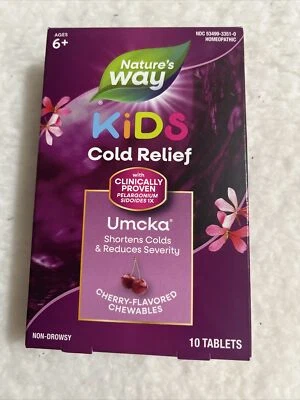 AGES
6+
NDC 53499-3351-0
HOMEOPATHIC
Nature's
way
KiDS
Cold Relief
with
CLINICALLY
PROVEN
PELARGONIUM
SIDOIDES 1X
Umcka®
Shortens Colds
& Reduces Severity
CHERRY-FLAVORED
CHEWABLES
NON-DROWSY
10 TABLETS